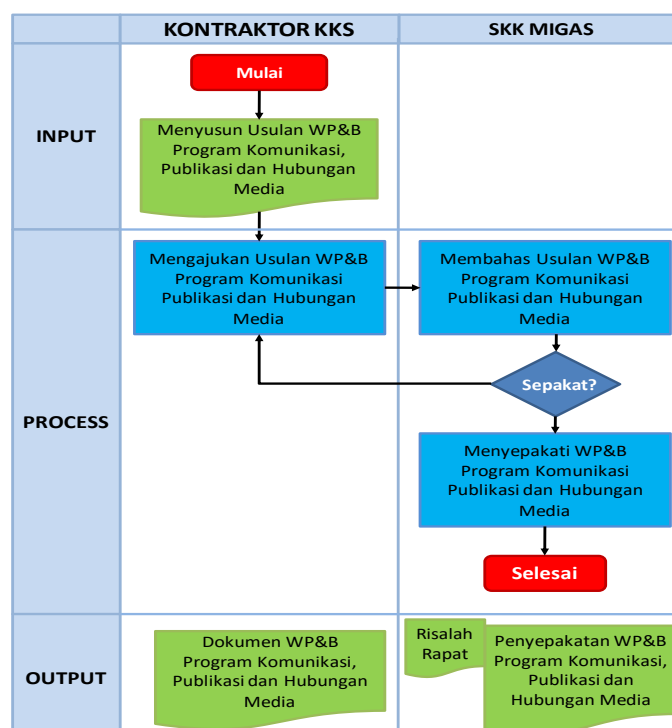 KONTRAKTOR KKS
SKK MIGAS
INPUT
Mulai
Menyusun Usulan WP&B
Program Komunikasi,
Publikasi dan Hubungan
Media
PROCESS
Mengajukan Usulan WP&B
Program Komunikasi
Publikasi dan Hubungan
Media
Membahas Usulan WP&B
Program Komunikasi
Publikasi dan Hubungan
Media
Sepakat?
Menyepakati WP&B
Program Komunikasi
Publikasi dan Hubungan
Media
Selesai
OUTPUT
Dokumen WP&B
Program Komunikasi,
Publikasi dan Hubungan
Media
Risalah
Rapat
Penyepakatan WP&B
Program Komunikasi,
Publikasi dan
Hubungan Media